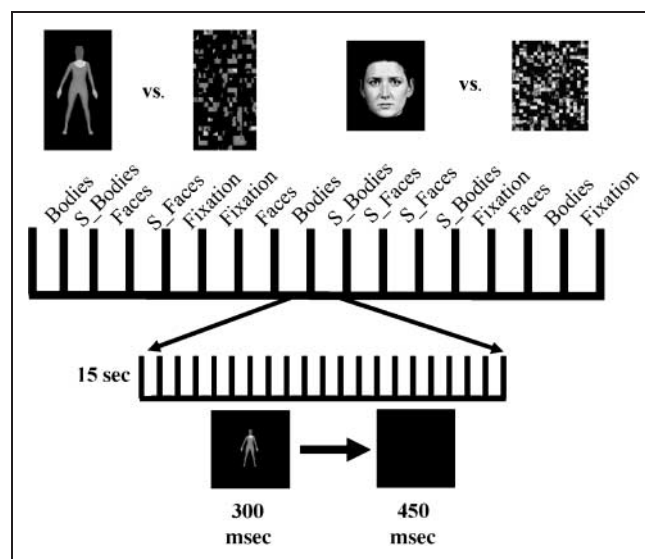 vs.
vs.
Bodies
S_Bodies
Faces
S_Faces
Fixation
Fixation
Faces
Bodies
S_Bodies
S_Faces
S_Faces
S_Bodies
Fixation
Faces
Bodies
Fixation
15 sec
300
msec
450
msec